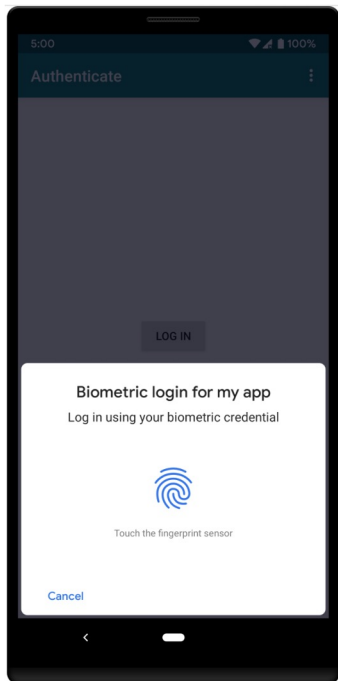 5:00 100%
Authenticate
LOG IN
Biometric login for my app
Log in using your biometric credential
Touch the fingerprint sensor
Cancel